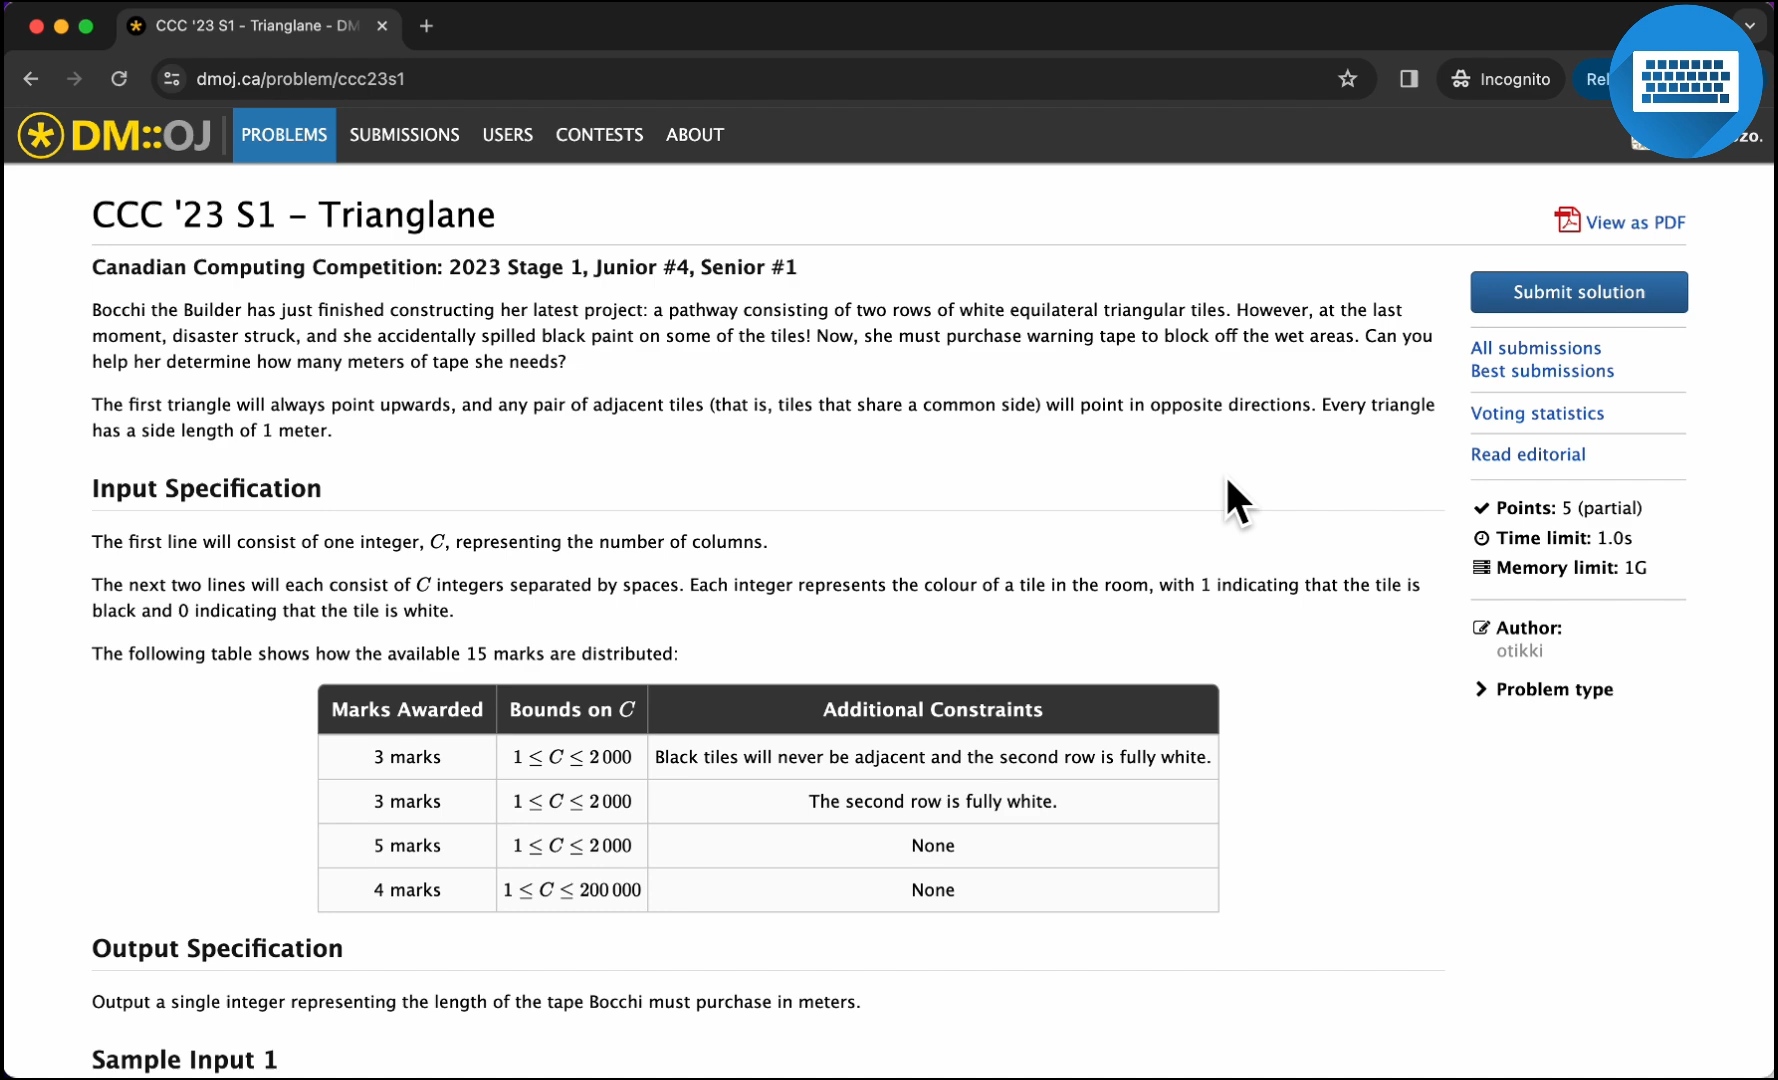 CCC '23 S1 - Trianglane - DM
dmoj.ca/problem/ccc23s1
Incognito
Rel
DM::OJ
PROBLEMS SUBMISSIONS USERS CONTESTS ABOUT
zo.
CCC '23 S1 – Trianglane
View as PDF
Canadian Computing Competition: 2023 Stage 1, Junior #4, Senior #1
Bocchi the Builder has just finished constructing her latest project: a pathway consisting of two rows of white equilateral triangular tiles. However, at the last
moment, disaster struck, and she accidentally spilled black paint on some of the tiles! Now, she must purchase warning tape to block off the wet areas. Can you
help her determine how many meters of tape she needs?
The first triangle will always point upwards, and any pair of adjacent tiles (that is, tiles that share a common side) will point in opposite directions. Every triangle
has a side length of 1 meter.
Input Specification
The first line will consist of one integer, C, representing the number of columns.
The next two lines will each consist of C integers separated by spaces. Each integer represents the colour of a tile in the room, with 1 indicating that the tile is
black and 0 indicating that the tile is white.
The following table shows how the available 15 marks are distributed:
Marks Awarded Bounds on C Additional Constraints
3 marks 1 ≤ C ≤ 2 000 Black tiles will never be adjacent and the second row is fully white.
3 marks 1 ≤ C ≤ 2 000 The second row is fully white.
5 marks 1 ≤ C ≤ 2 000 None
4 marks 1 ≤ C ≤ 200 000 None
Output Specification
Output a single integer representing the length of the tape Bocchi must purchase in meters.
Sample Input 1
Submit solution
All submissions
Best submissions
Voting statistics
Read editorial
Points: 5 (partial)
Time limit: 1.0s
Memory limit: 1G
Author:
otikki
Problem type